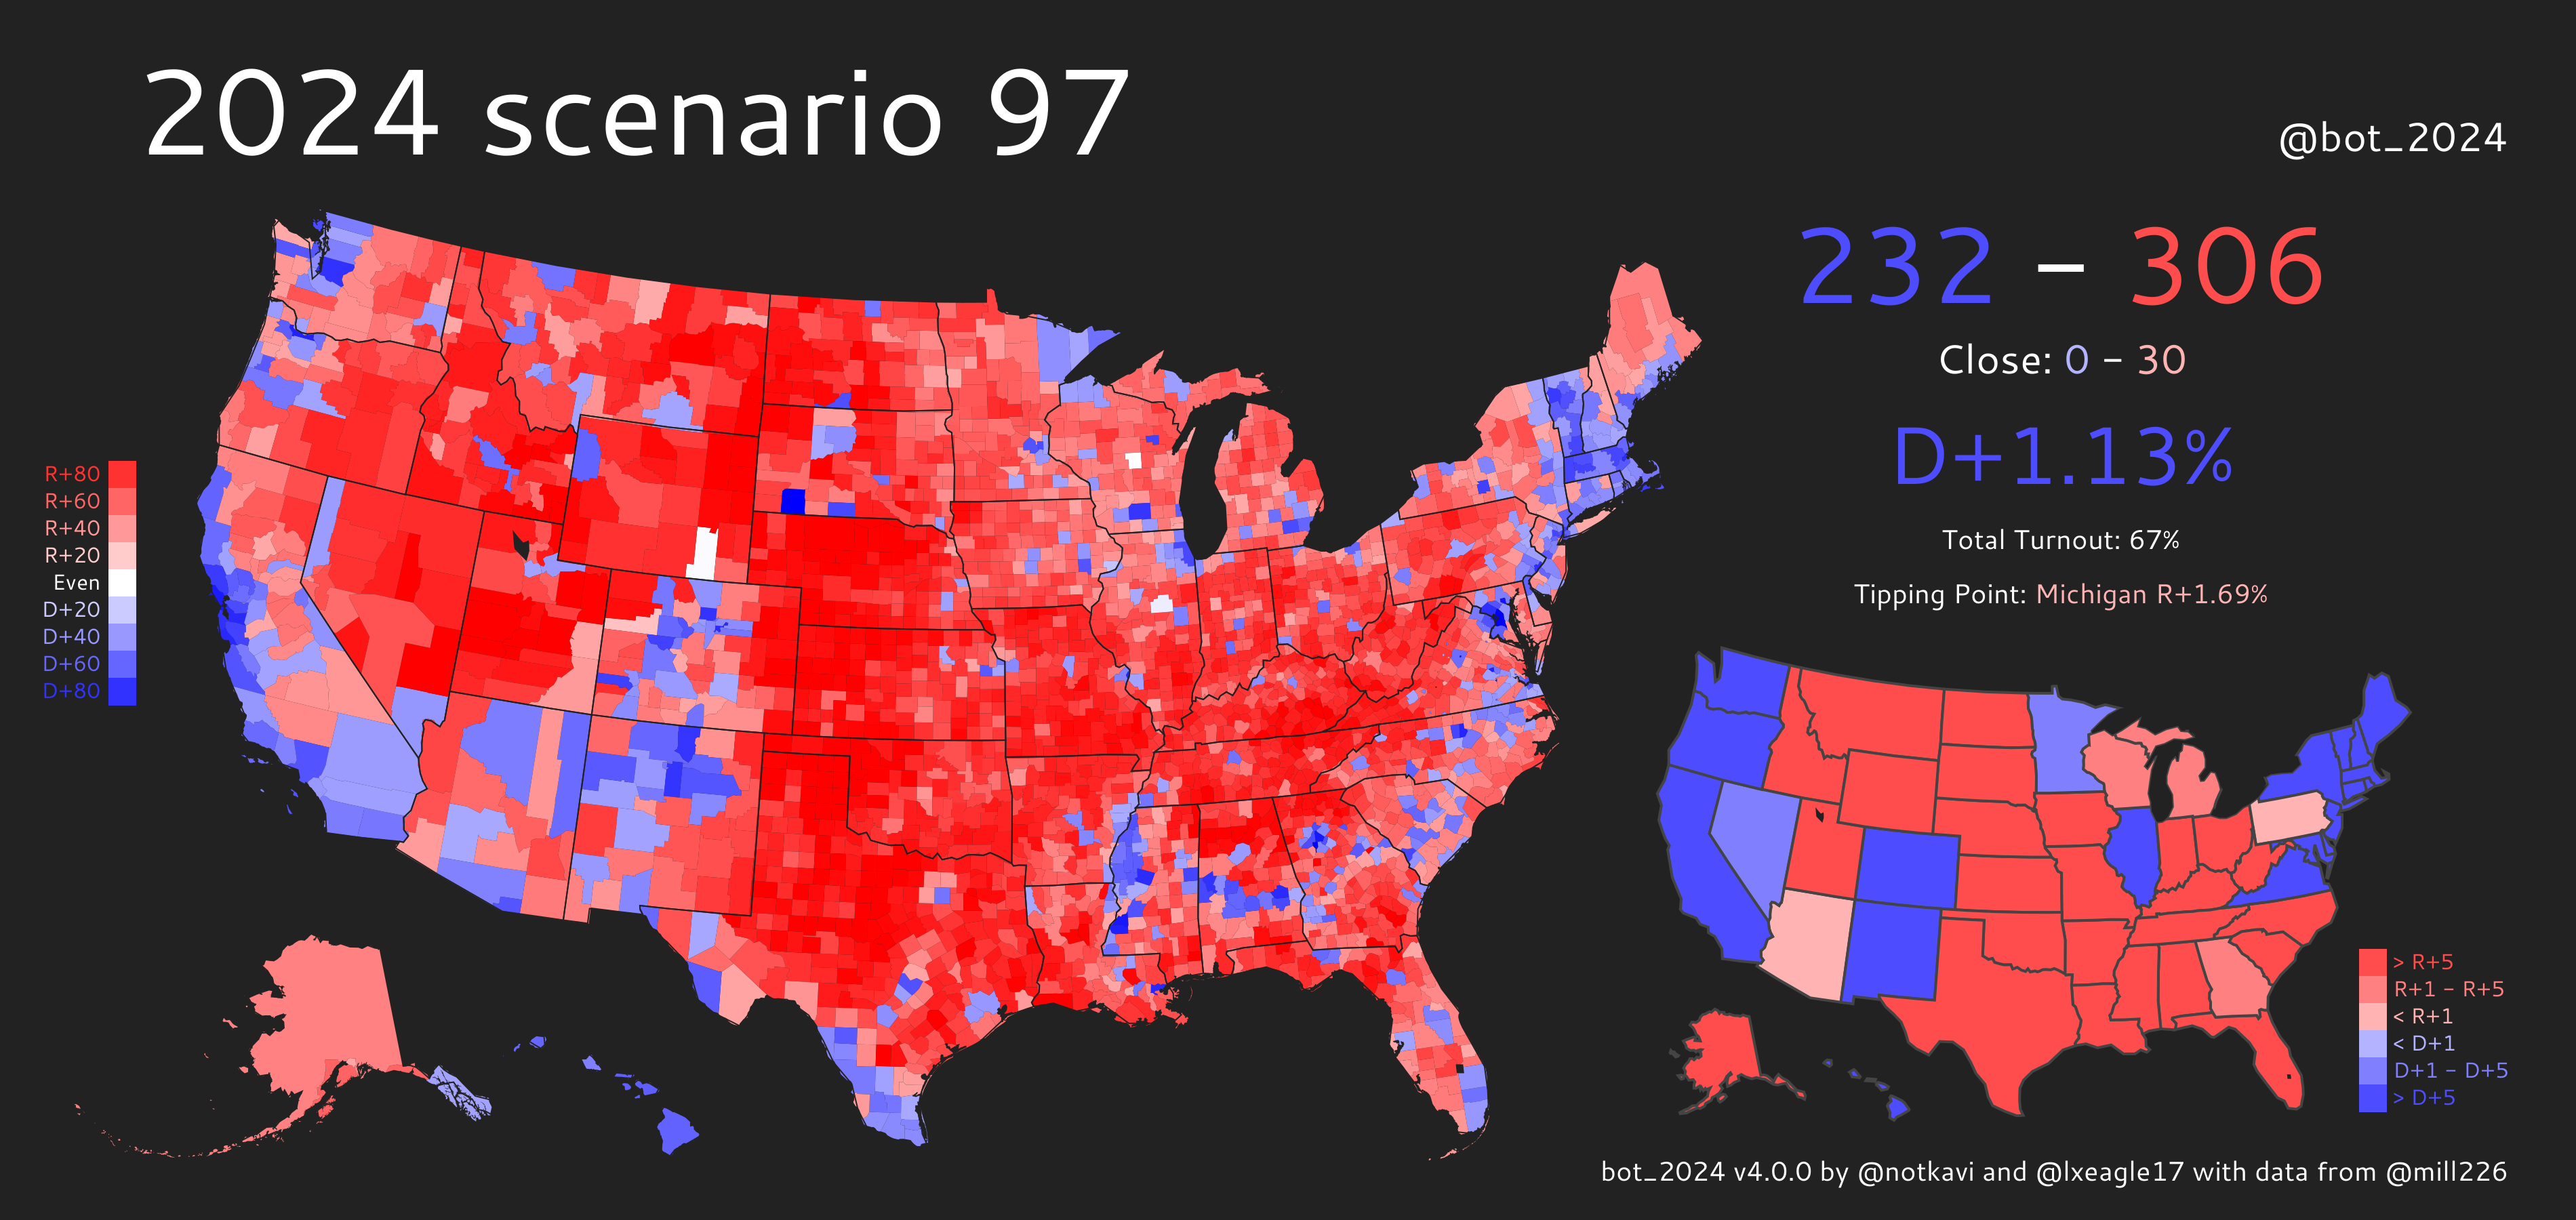 2024 scenario 97
@bot_2024
232 – 306
Close: 0 – 30
D+1.13%
Total Turnout: 67%
Tipping Point: Michigan R+1.69%
R+80
R+60
R+40
R+20
Even
D+20
D+40
D+60
D+80
> R+5
R+1 – R+5
< R+1
< D+1
D+1 – D+5
> D+5
bot_2024 v4.0.0 by @notkavi and @lxeagle17 with data from @mill226